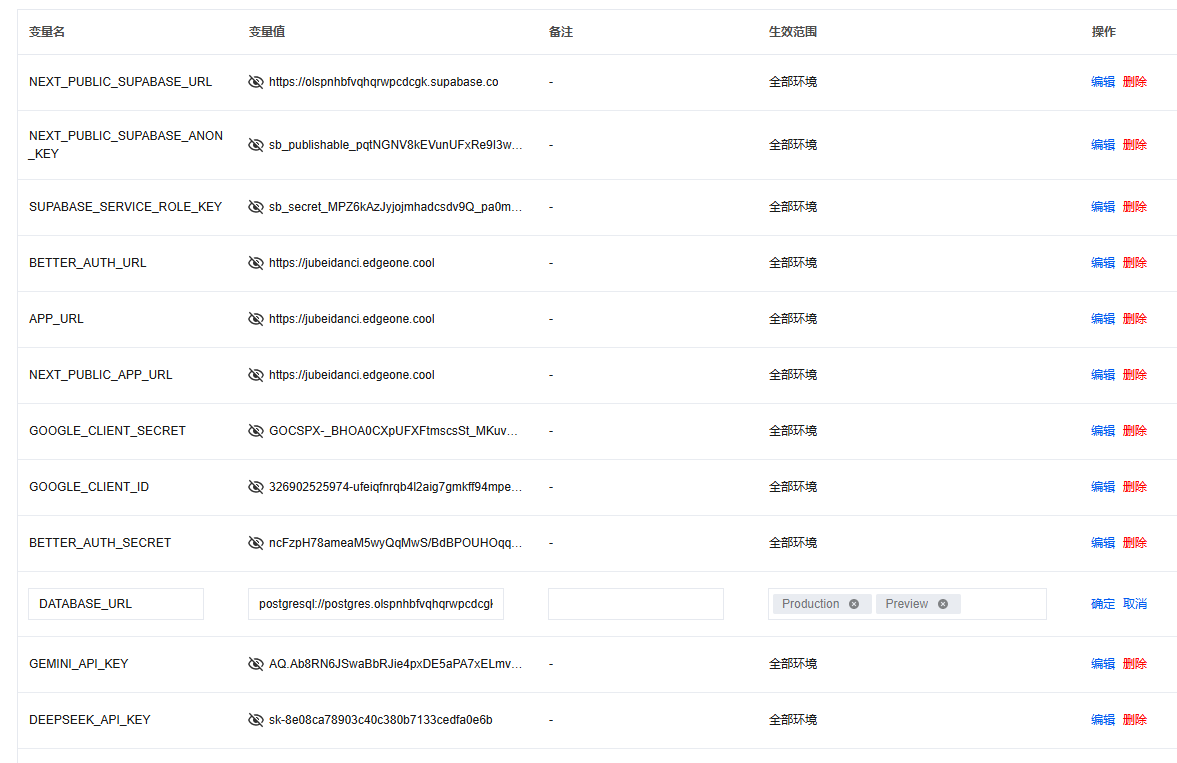 变量名 变量值 备注 生效范围 操作
NEXT_PUBLIC_SUPABASE_URL https://olspnhbfvqhqrwpcdcgk.supabase.co - 全部环境 编辑 删除
NEXT_PUBLIC_SUPABASE_ANON
_KEY sb_publishable_pqtNGNV8kEVunUFxRe9I3w... - 全部环境 编辑 删除
SUPABASE_SERVICE_ROLE_KEY sb_secret_MPZ6kAzJyjojmhadcsdv9Q_pa0m... - 全部环境 编辑 删除
BETTER_AUTH_URL https://jubeidanci.edgeone.cool - 全部环境 编辑 删除
APP_URL https://jubeidanci.edgeone.cool - 全部环境 编辑 删除
NEXT_PUBLIC_APP_URL https://jubeidanci.edgeone.cool - 全部环境 编辑 删除
GOOGLE_CLIENT_SECRET GOCSPX-_BHOA0CXpUFXFtmscsSt_MKuv... - 全部环境 编辑 删除
GOOGLE_CLIENT_ID 326902525974-ufeiqfnrqb4l2aig7gmkff94mpe... - 全部环境 编辑 删除
BETTER_AUTH_SECRET ncFzpH78ameaM5wyQqMwS/BdBPOUHOqq... - 全部环境 编辑 删除
DATABASE_URL postgresql://postgres.olspnhbfvqhqrwpcdcgk Production Preview 确定 取消
GEMINI_API_KEY AQ.Ab8RN6JSwaBbRJie4pxDE5aPA7xELmv... - 全部环境 编辑 删除
DEEPSEEK_API_KEY sk-8e08ca78903c40c380b7133cedfa0e6b - 全部环境 编辑 删除